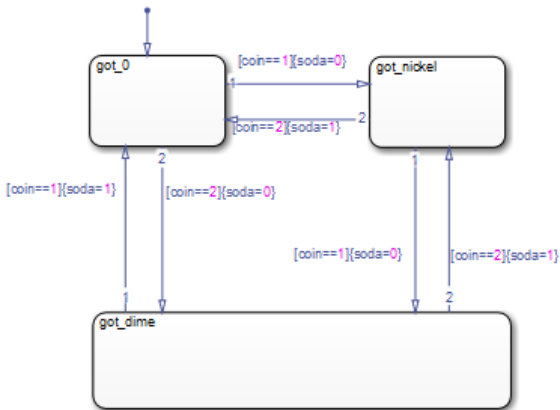 got_0
[coin==1]{soda=0}
got_nickel
1
2
[coin==2]{soda=1}
2
1
[coin==1]{soda=1}
[coin==2]{soda=0}
[coin==1]{soda=0}
[coin==2]{soda=1}
1
2
got_dime